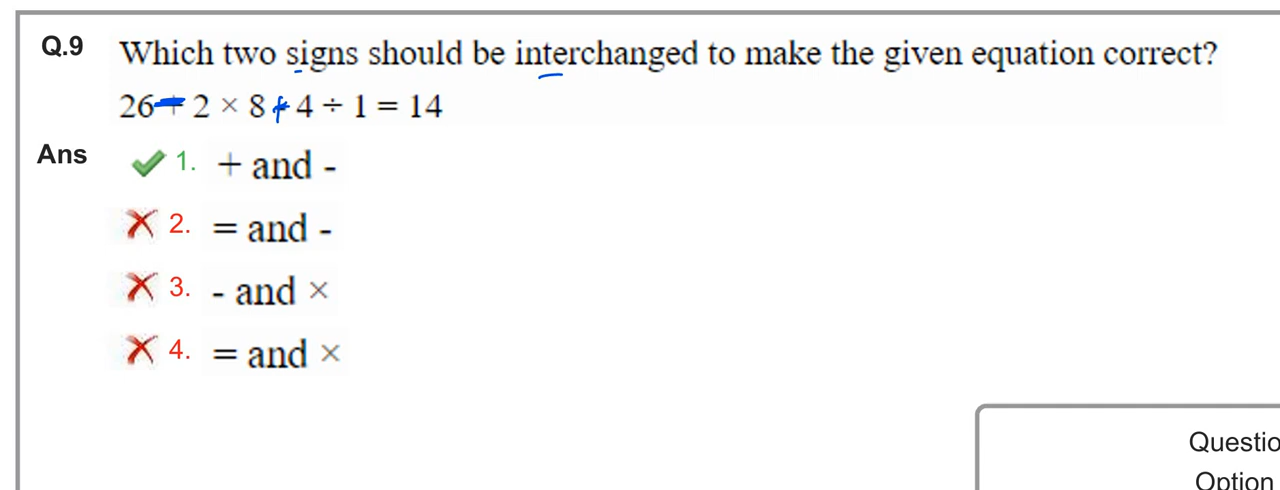 Q.9 Which two signs should be interchanged to make the given equation correct?
26 + 2 × 8 - 4 ÷ 1 = 14
Ans 1. + and -
2. = and -
3. - and ×
4. = and ×
Questio
Option